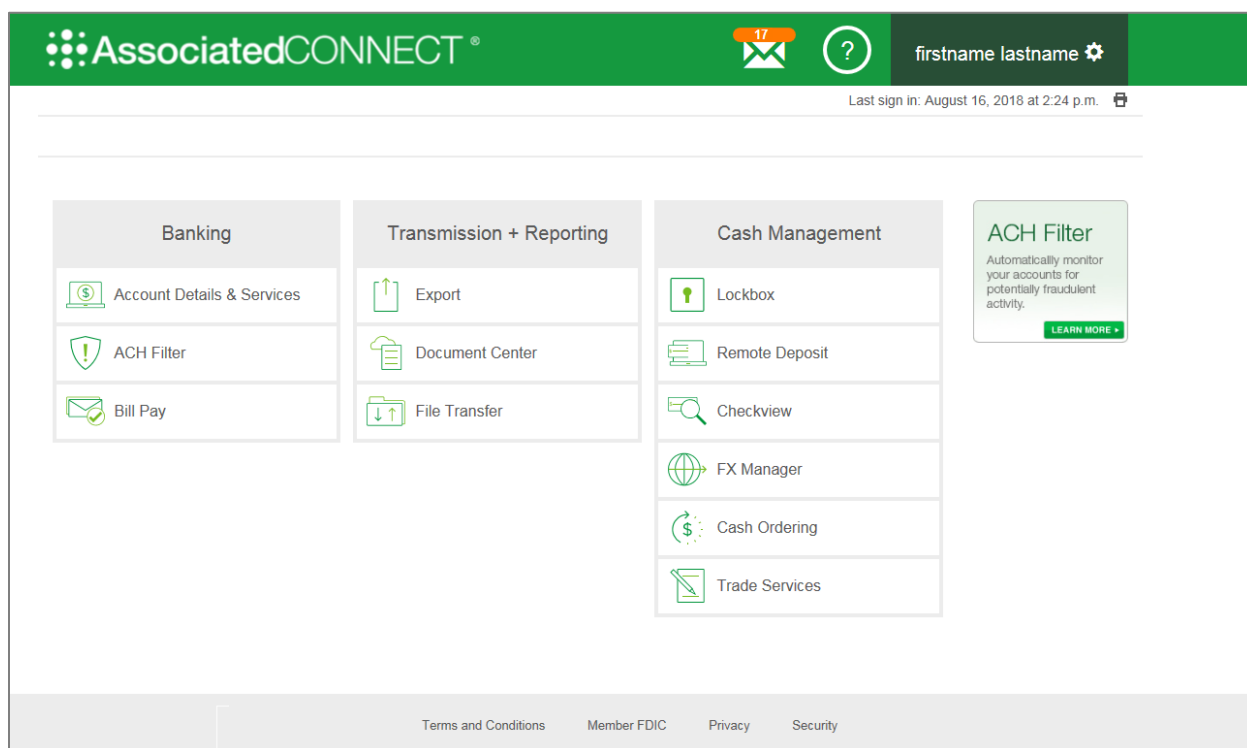 AssociatedCONNECT ®
17
?
firstname lastname
Last sign in: August 16, 2018 at 2:24 p.m.
Banking
$ Account Details & Services
! ACH Filter
Bill Pay
Transmission + Reporting
Export
Document Center
File Transfer
Cash Management
Lockbox
Remote Deposit
Checkview
FX Manager
$ Cash Ordering
Trade Services
ACH Filter
Automatically monitor
your accounts for
potentially fraudulent
activity.
LEARN MORE
Terms and Conditions Member FDIC Privacy Security